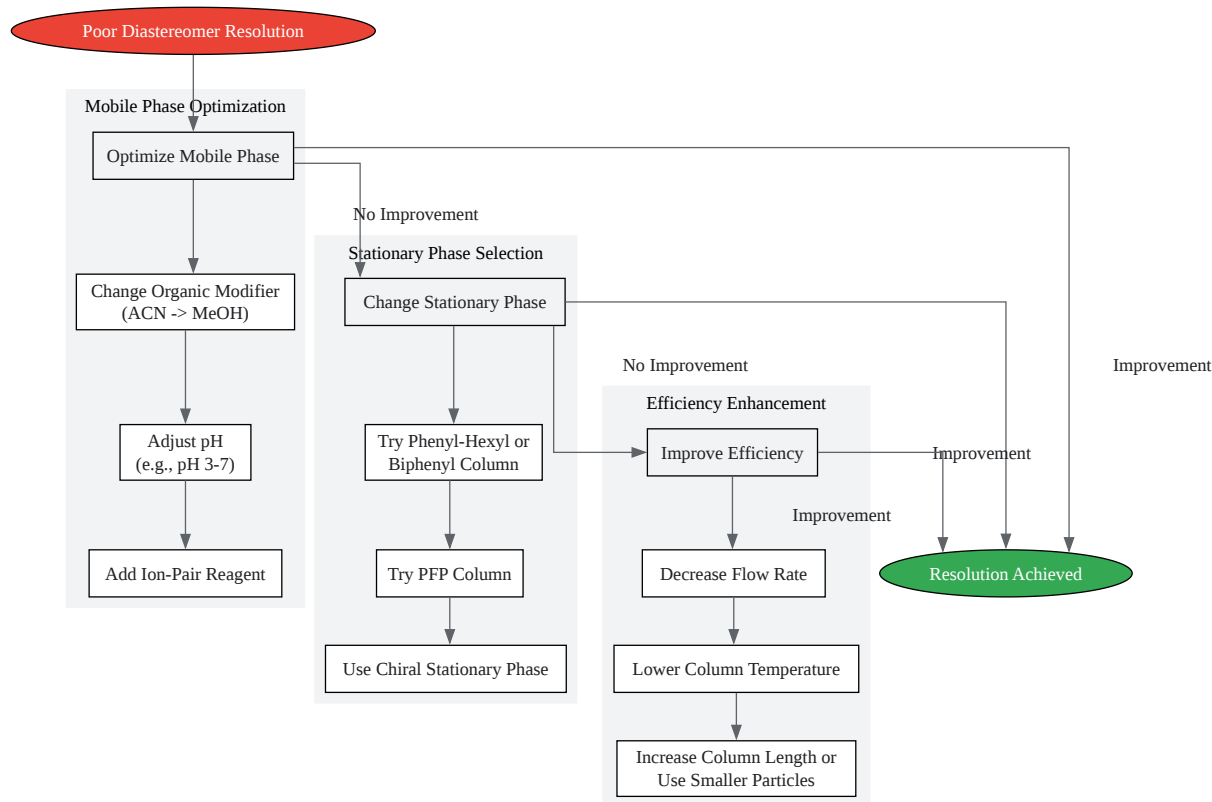 Poor Diastereomer Resolution
Mobile Phase Optimization
Optimize Mobile Phase
No Improvement
Stationary Phase Selection
Change Organic Modifier
(ACN -> MeOH)
Change Stationary Phase
No Improvement
Improvement
Efficiency Enhancement
Adjust pH
(e.g., pH 3-7)
Try Phenyl-Hexyl or
Biphenyl Column
Improve Efficiency
Improvement
Improvement
Add Ion-Pair Reagent
Try PFP Column
Decrease Flow Rate
Resolution Achieved
Use Chiral Stationary Phase
Lower Column Temperature
Increase Column Length or
Use Smaller Particles